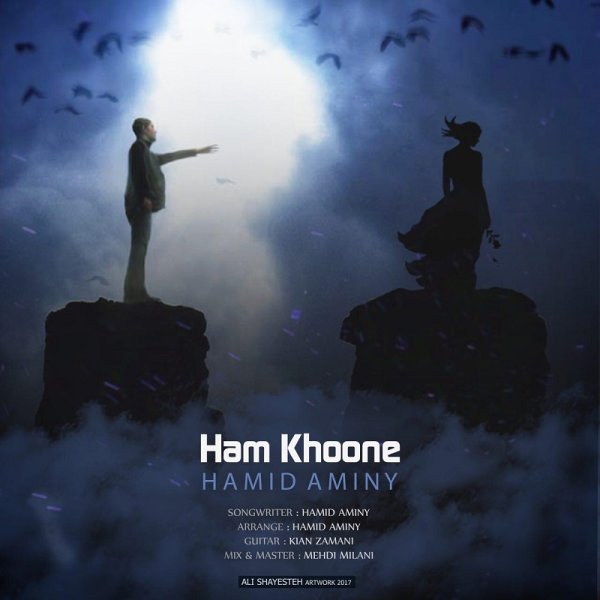 Ham Khoone
HAMID AMINY
SONGWRITER : HAMID AMINY
ARRANGE : HAMID AMINY
GUITAR : KIAN ZAMANI
MIX & MASTER : MEHDI MILANI
ALI SHAYESTEH ARTWORK 2017